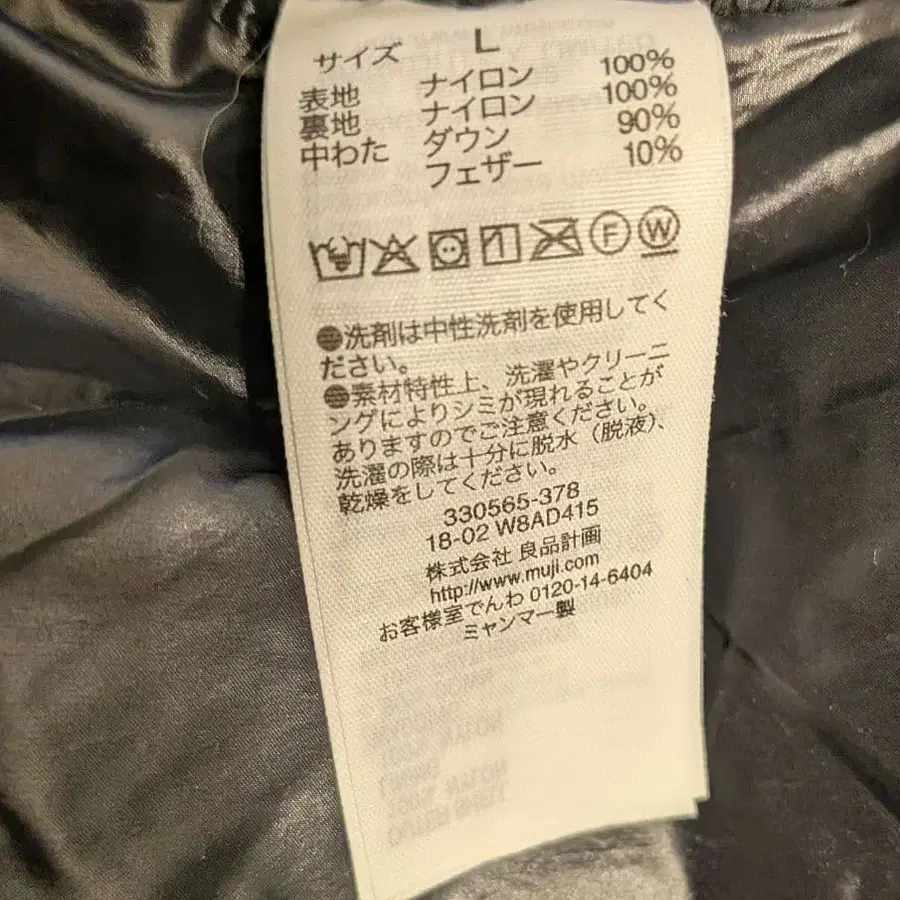 サイズ L
表地 ナイロン 100%
裏地 ナイロン 100%
中わた ダウン 90%
フェザー 10%
F W
●洗剤は中性洗剤を使用してく
ださい。
●素材特性上、洗濯やクリーニ
ングによりシミが現れることが
ありますのでご注意ください。
洗濯の際は十分に脱水（脱液）、
乾燥をしてください。
330565-378
18-02 W8AD415
株式会社 良品計画
http://www.muji.com
お客様室でんわ 0120-14-6404
ミャンマー製
LINING
100% NYLON
OUTER SHELL